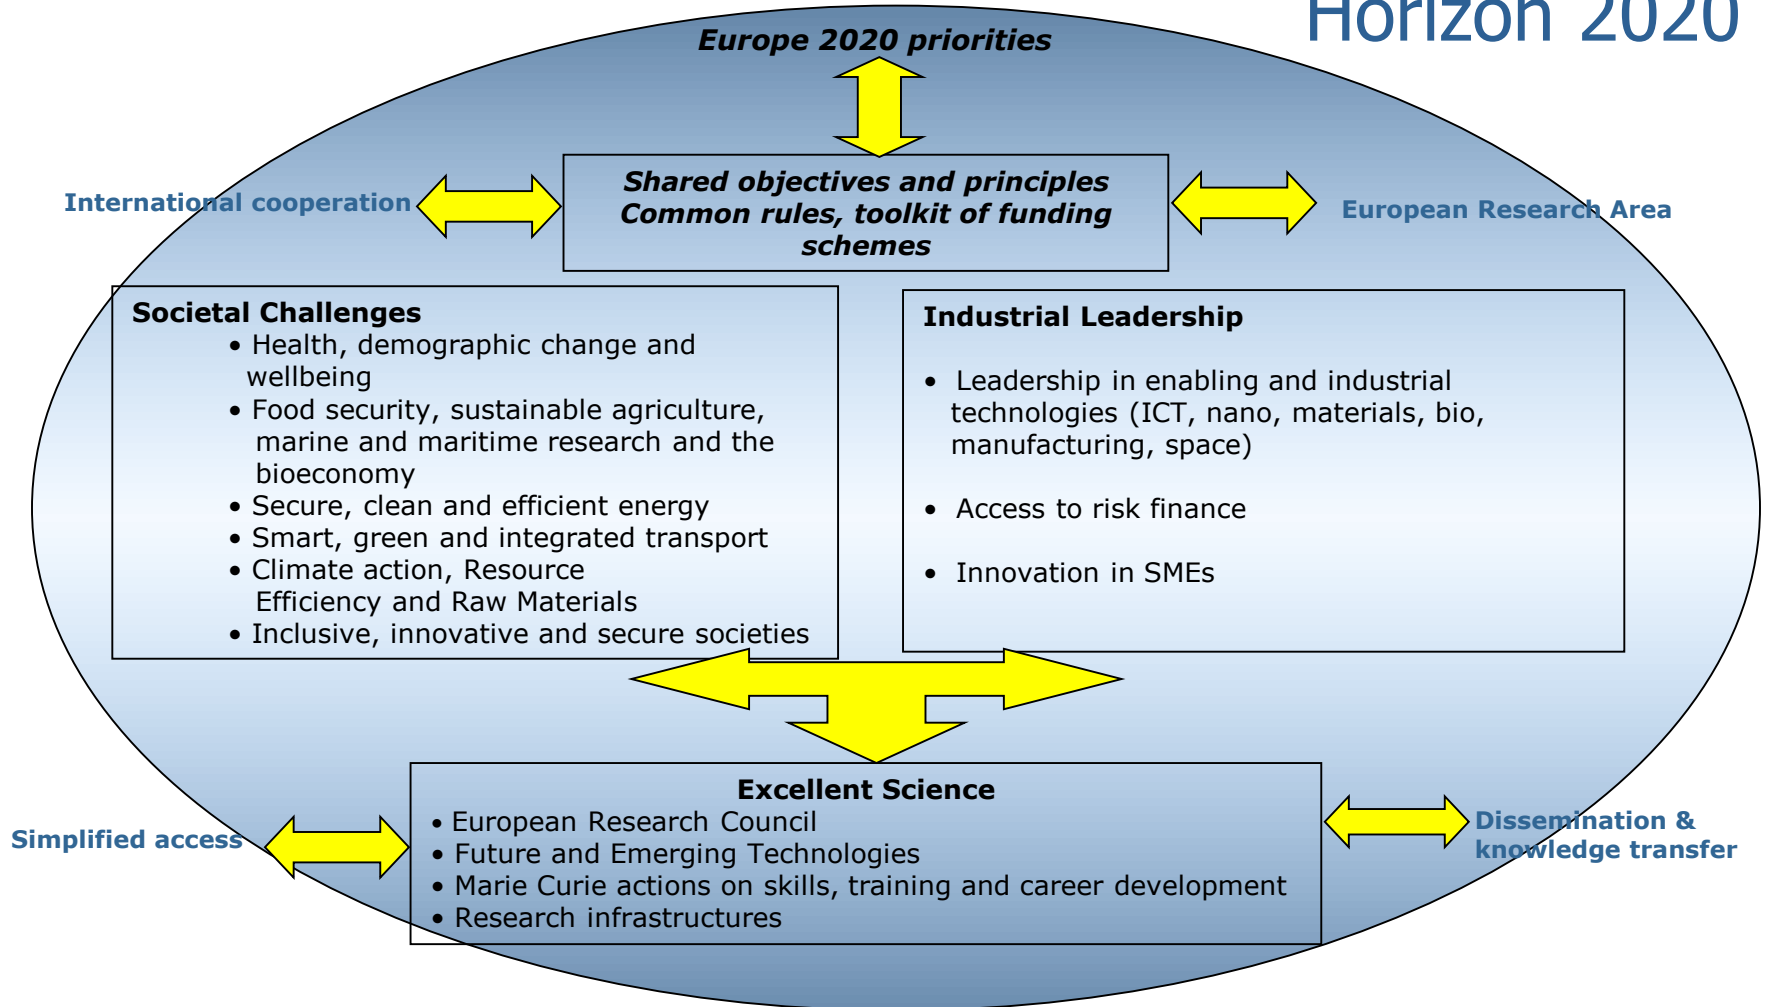 Horizon 2020
Europe 2020 priorities
International cooperation
Shared objectives and principles
Common rules, toolkit of funding
schemes
European Research Area
Societal Challenges
• Health, demographic change and
wellbeing
• Food security, sustainable agriculture,
marine and maritime research and the
bioeconomy
• Secure, clean and efficient energy
• Smart, green and integrated transport
• Climate action, Resource
Efficiency and Raw Materials
• Inclusive, innovative and secure societies
Industrial Leadership
• Leadership in enabling and industrial
technologies (ICT, nano, materials, bio,
manufacturing, space)
• Access to risk finance
• Innovation in SMEs
Simplified access
Excellent Science
• European Research Council
• Future and Emerging Technologies
• Marie Curie actions on skills, training and career development
• Research infrastructures
Dissemination &
knowledge transfer